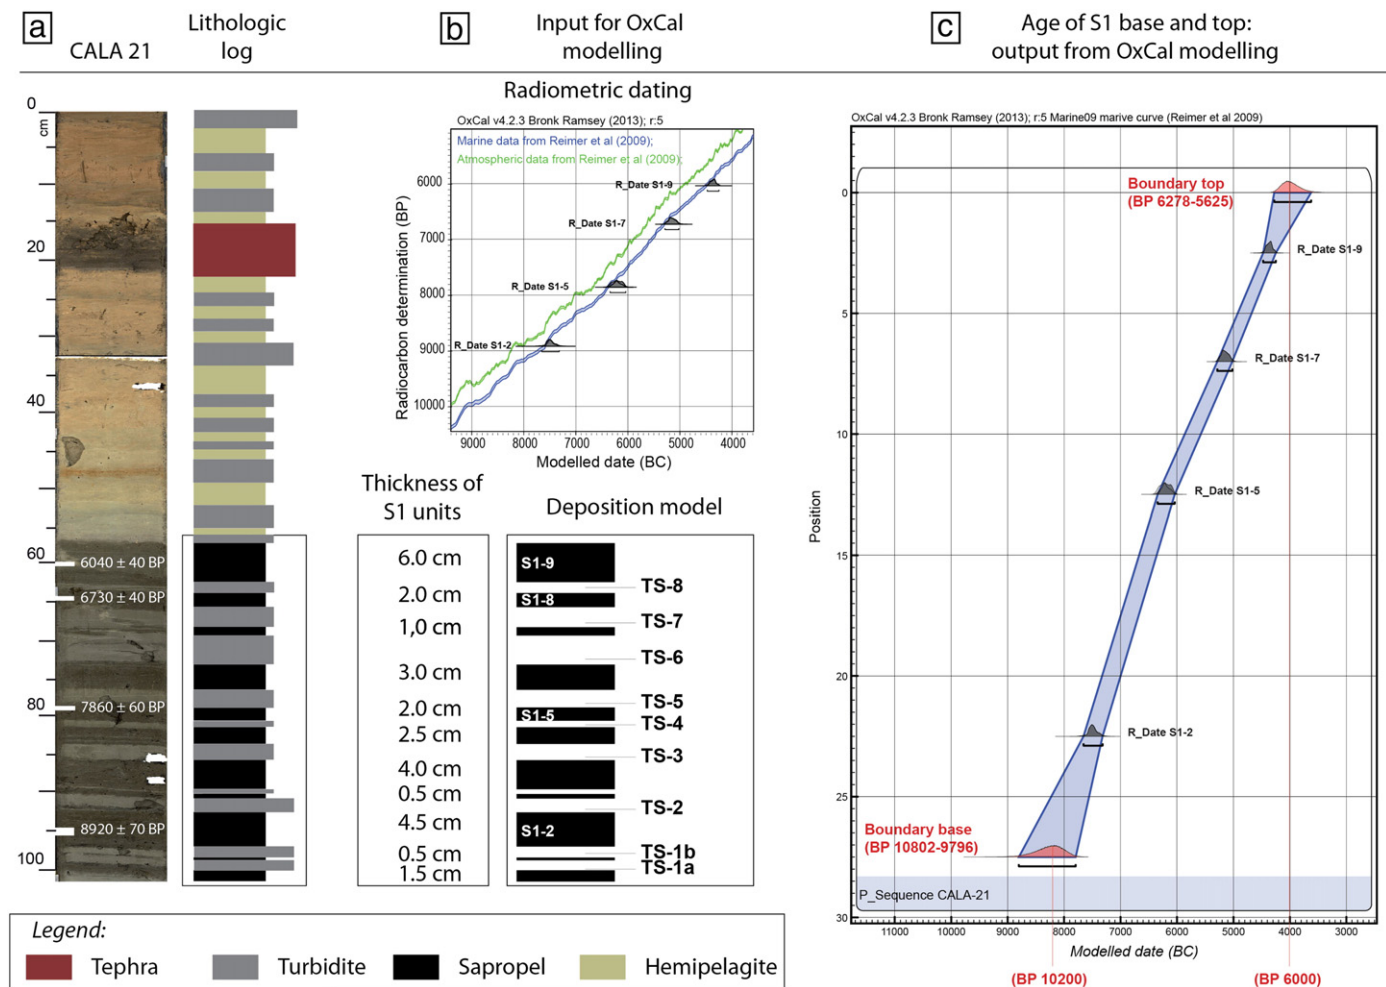 a
CALA 21
Lithologic
log
b
Input for OxCal
modelling
c
Age of S1 base and top:
output from OxCal modelling
0
cm
20
40
60
80
100
6040 ± 40 BP
6730 ± 40 BP
7860 ± 60 BP
8920 ± 70 BP
Radiometric dating
OxCal v4.2.3 Bronk Ramsey (2013); r:5
Marine data from Reimer et al (2009);
Atmospheric data from Reimer et al (2009);
Radiocarbon determination (BP)
6000
7000
8000
9000
10000
R_Date S1-9
R_Date S1-7
R_Date S1-5
R_Date S1-2
9000 8000 7000 6000 5000 4000
Modelled date (BC)
Thickness of
S1 units
6.0 cm
2.0 cm
1,0 cm
3.0 cm
2.0 cm
2.5 cm
4.0 cm
0.5 cm
4.5 cm
0.5 cm
1.5 cm
Deposition model
S1-9
S1-8
S1-5
S1-2
TS-8
TS-7
TS-6
TS-5
TS-4
TS-3
TS-2
TS-1b
TS-1a
OxCal v4.2.3 Bronk Ramsey (2013); r:5 Marine09 marive curve (Reimer et al 2009)
Position
0
5
10
15
20
25
30
Boundary top
(BP 6278-5625)
R_Date S1-9
R_Date S1-7
R_Date S1-5
R_Date S1-2
Boundary base
(BP 10802-9796)
P_Sequence CALA-21
11000 10000 9000 8000 7000 6000 5000 4000 3000
Modelled date (BC)
(BP 10200)
(BP 6000)
Legend:
Tephra
Turbidite
Sapropel
Hemipelagite